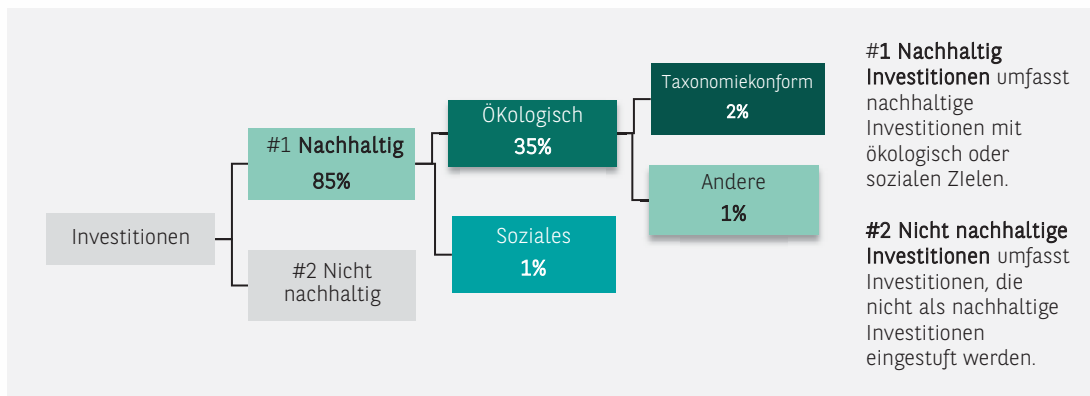 Investitionen
#1 Nachhaltig
85%
#2 Nicht
nachhaltig
ÖKologisch
35%
Soziales
1%
Taxonomiekonform
2%
Andere
1%
#1 Nachhaltig
Investitionen umfasst
nachhaltige
Investitionen mit
ökologisch oder
sozialen ZIelen.
#2 Nicht nachhaltige
Investitionen umfasst
Investitionen, die
nicht als nachhaltige
Investitionen
eingestuft werden.